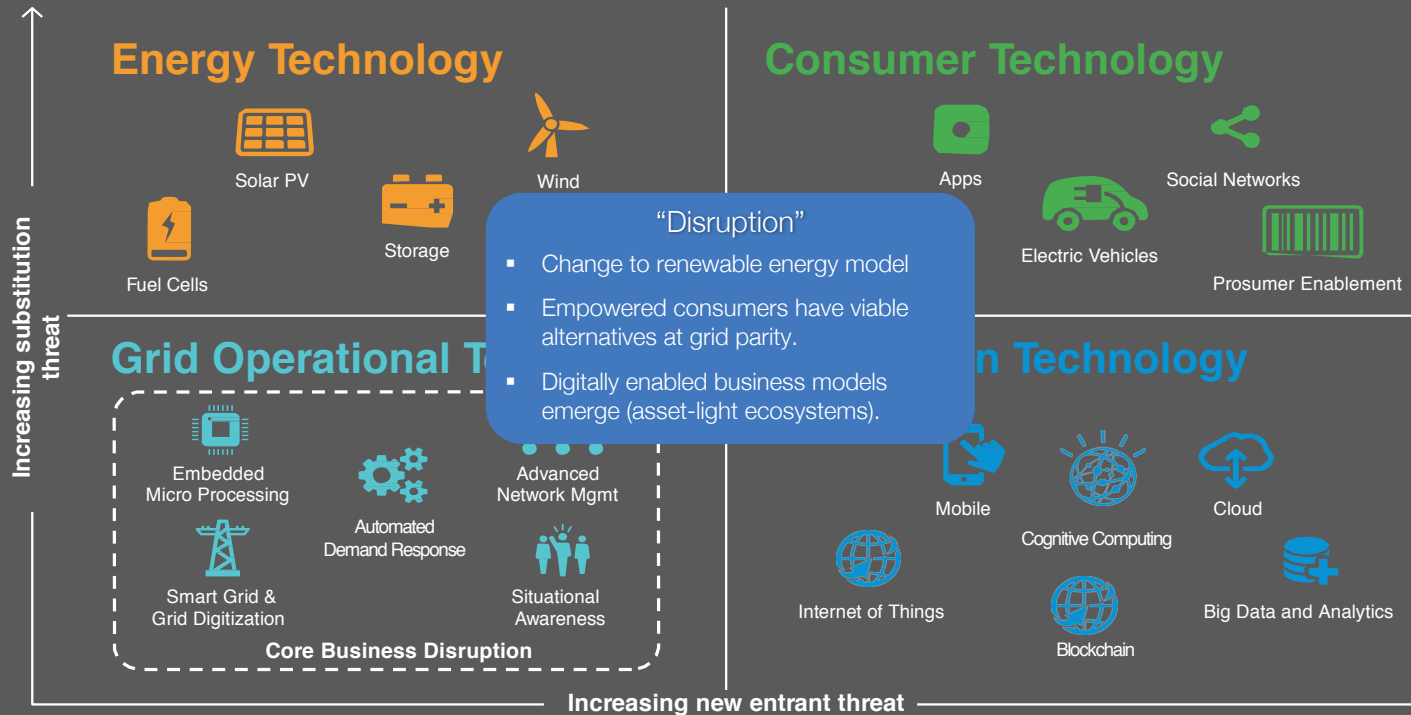 Energy Technology
Solar PV
Wind
Storage
Fuel Cells
Consumer Technology
Apps
Social Networks
Electric Vehicles
Prosumer Enablement
“Disruption”
▪ Change to renewable energy model
▪ Empowered consumers have viable
alternatives at grid parity.
▪ Digitally enabled business models
emerge (asset-light ecosystems).
Grid Operational
Embedded
Micro Processing
Automated
Demand Response
Advanced
Network Mgmt
Smart Grid &
Grid Digitization
Situational
Awareness
Core Business Disruption
Technology
Mobile
Cognitive Computing
Cloud
Internet of Things
Blockchain
Big Data and Analytics
Increasing substitution
threat
Increasing new entrant threat